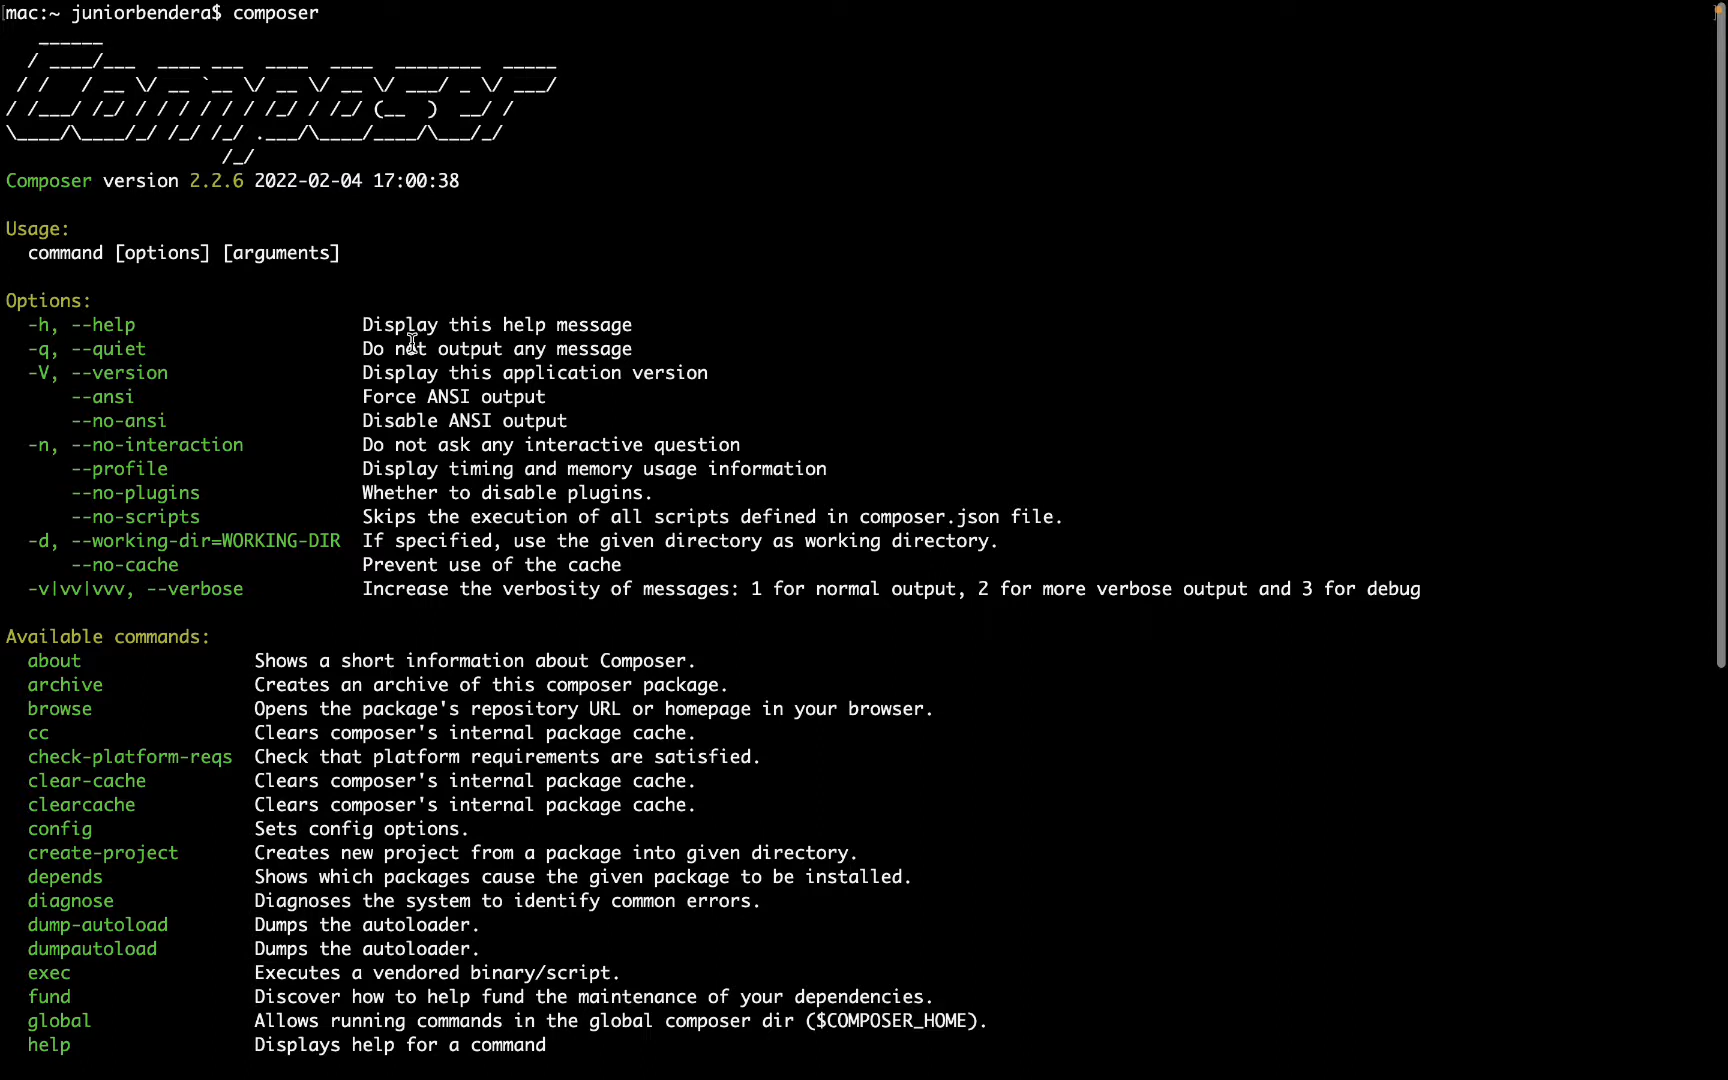 mac:~ juniorbendera$ composer
   ______
  / ____/___  ____ ___  ____  ____  ________  _____
 / /   / __ \/ __ `__ \/ __ \/ __ \/ ___/ _ \/ ___/
/ /___/ /_/ / / / / / / /_/ / /_/ (__  )  __/ /
\____/\____/_/ /_/ /_/ .___/\____/____/\___/_/
                    /_/
Composer version 2.2.6 2022-02-04 17:00:38
Usage:
  command [options] [arguments]
Options:
  -h, --help                     Display this help message
  -q, --quiet                    Do not output any message
  -V, --version                  Display this application version
      --ansi                     Force ANSI output
      --no-ansi                  Disable ANSI output
  -n, --no-interaction           Do not ask any interactive question
      --profile                  Display timing and memory usage information
      --no-plugins               Whether to disable plugins.
      --no-scripts               Skips the execution of all scripts defined in composer.json file.
  -d, --working-dir=WORKING-DIR  If specified, use the given directory as working directory.
      --no-cache                 Prevent use of the cache
  -v|vv|vvv, --verbose           Increase the verbosity of messages: 1 for normal output, 2 for more verbose output and 3 for debug
Available commands:
  about                Shows a short information about Composer.
  archive              Creates an archive of this composer package.
  browse               Opens the package's repository URL or homepage in your browser.
  cc                   Clears composer's internal package cache.
  check-platform-reqs  Check that platform requirements are satisfied.
  clear-cache          Clears composer's internal package cache.
  clearcache           Clears composer's internal package cache.
  config               Sets config options.
  create-project       Creates new project from a package into given directory.
  depends              Shows which packages cause the given package to be installed.
  diagnose             Diagnoses the system to identify common errors.
  dump-autoload        Dumps the autoloader.
  dumpautoload         Dumps the autoloader.
  exec                 Executes a vendored binary/script.
  fund                 Discover how to help fund the maintenance of your dependencies.
  global               Allows running commands in the global composer dir ($COMPOSER_HOME).
  help                 Displays help for a command